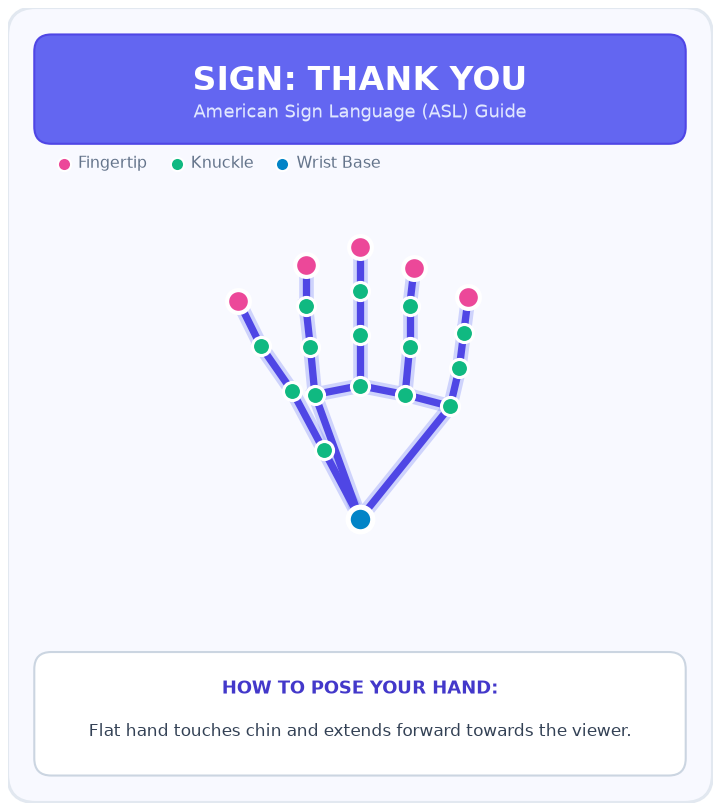 SIGN: THANK YOU
American Sign Language (ASL) Guide
Fingertip Knuckle Wrist Base
HOW TO POSE YOUR HAND:
Flat hand touches chin and extends forward towards the viewer.